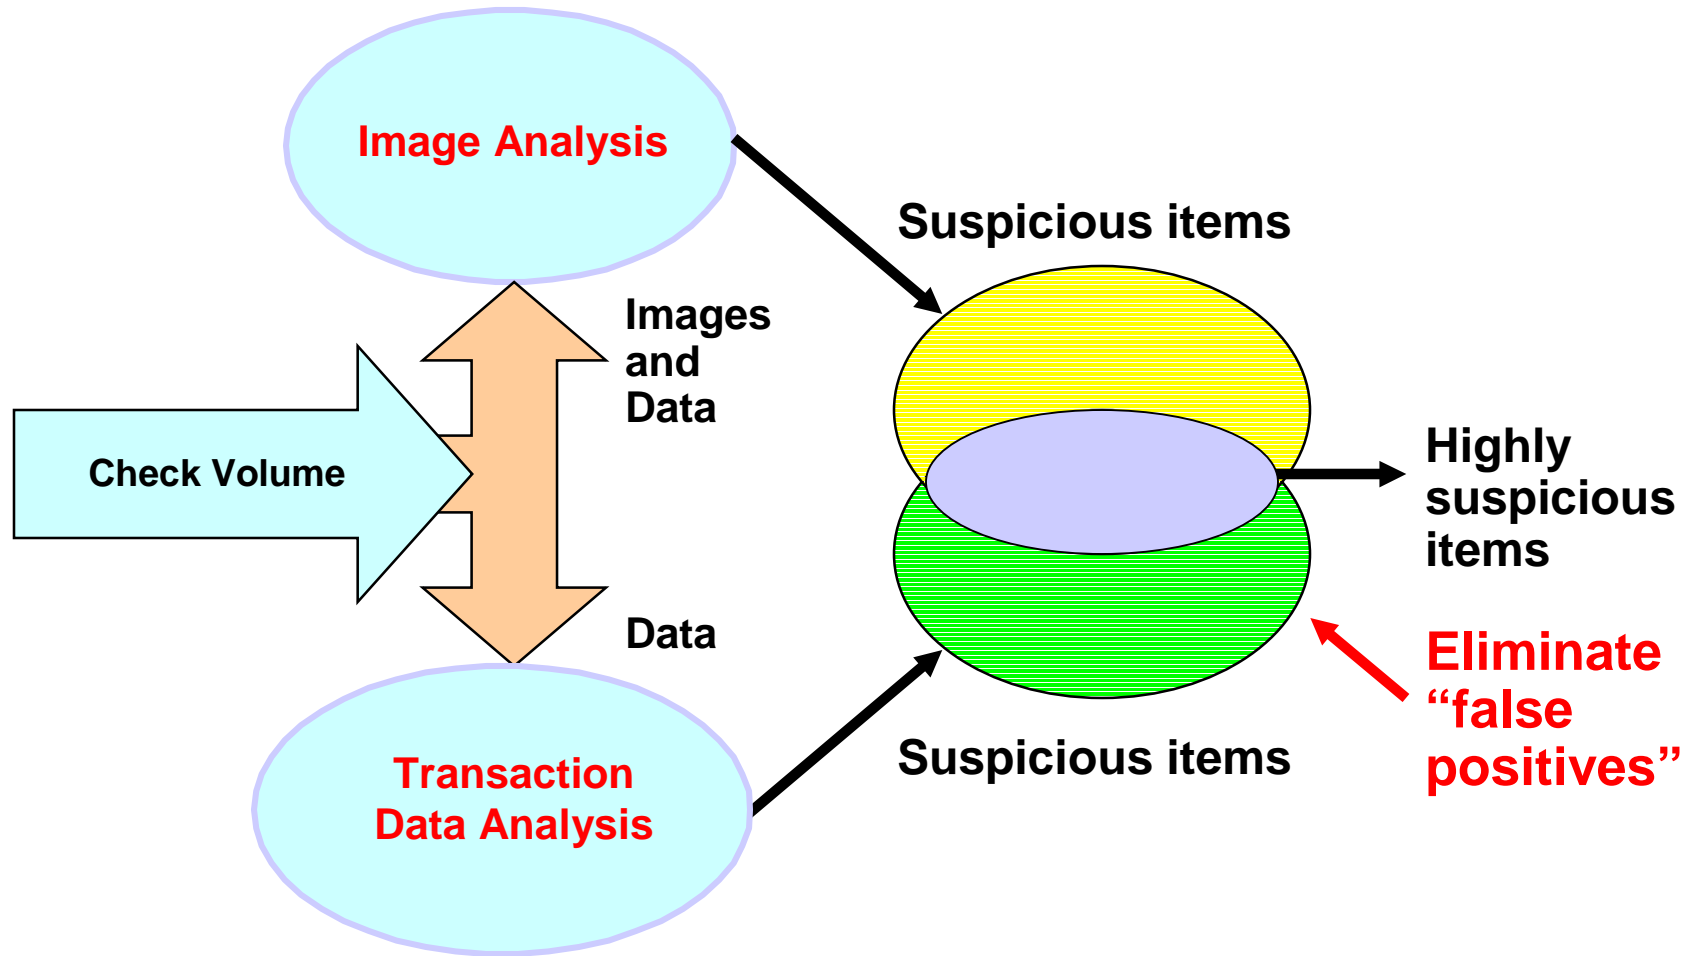 Image Analysis
Suspicious items
Images
and
Data
Check Volume
Highly
suspicious
items
Data
Eliminate
“false
positives”
Suspicious items
Transaction
Data Analysis